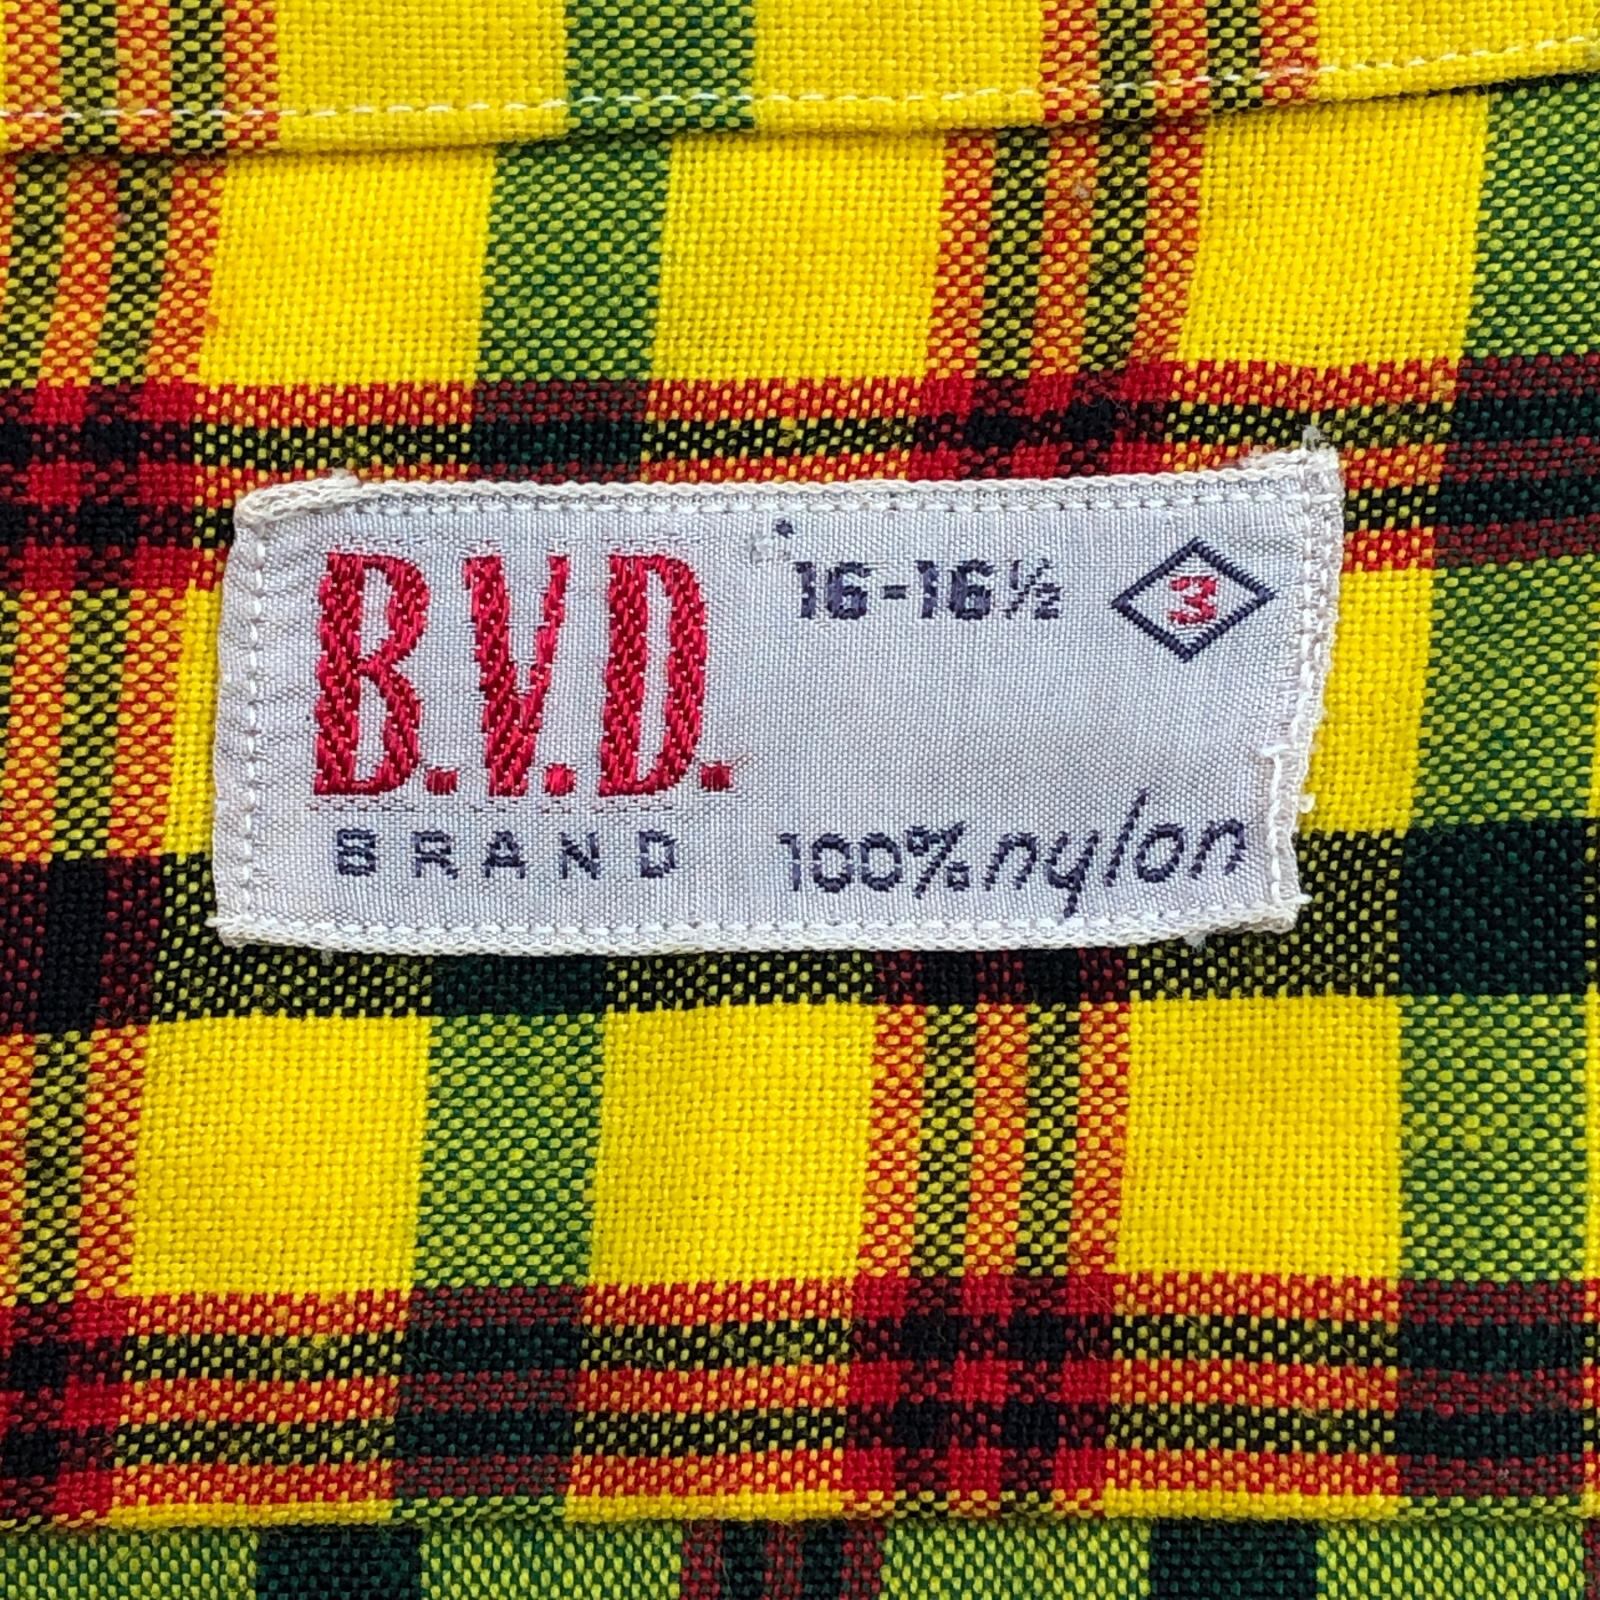 B.V.D.
BRAND
16-16½
3
100% nylon